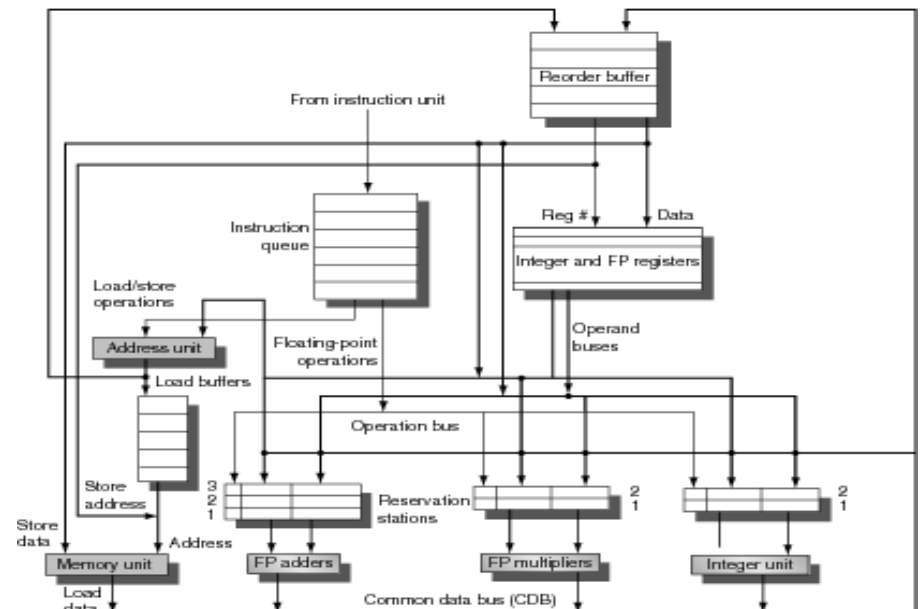 Reorder buffer
From instruction unit
Reg #
Data
Instruction
queue
Integer and FP registers
Load/store
operations
Operand
buses
Address unit
Floating-point
operations
Load buffers
Operation bus
Store
address
3
2
1
Reservation
stations
2
1
2
1
Store
data
Address
Memory unit
FP adders
FP multipliers
Integer unit
Load
data
Common data bus (CDB)